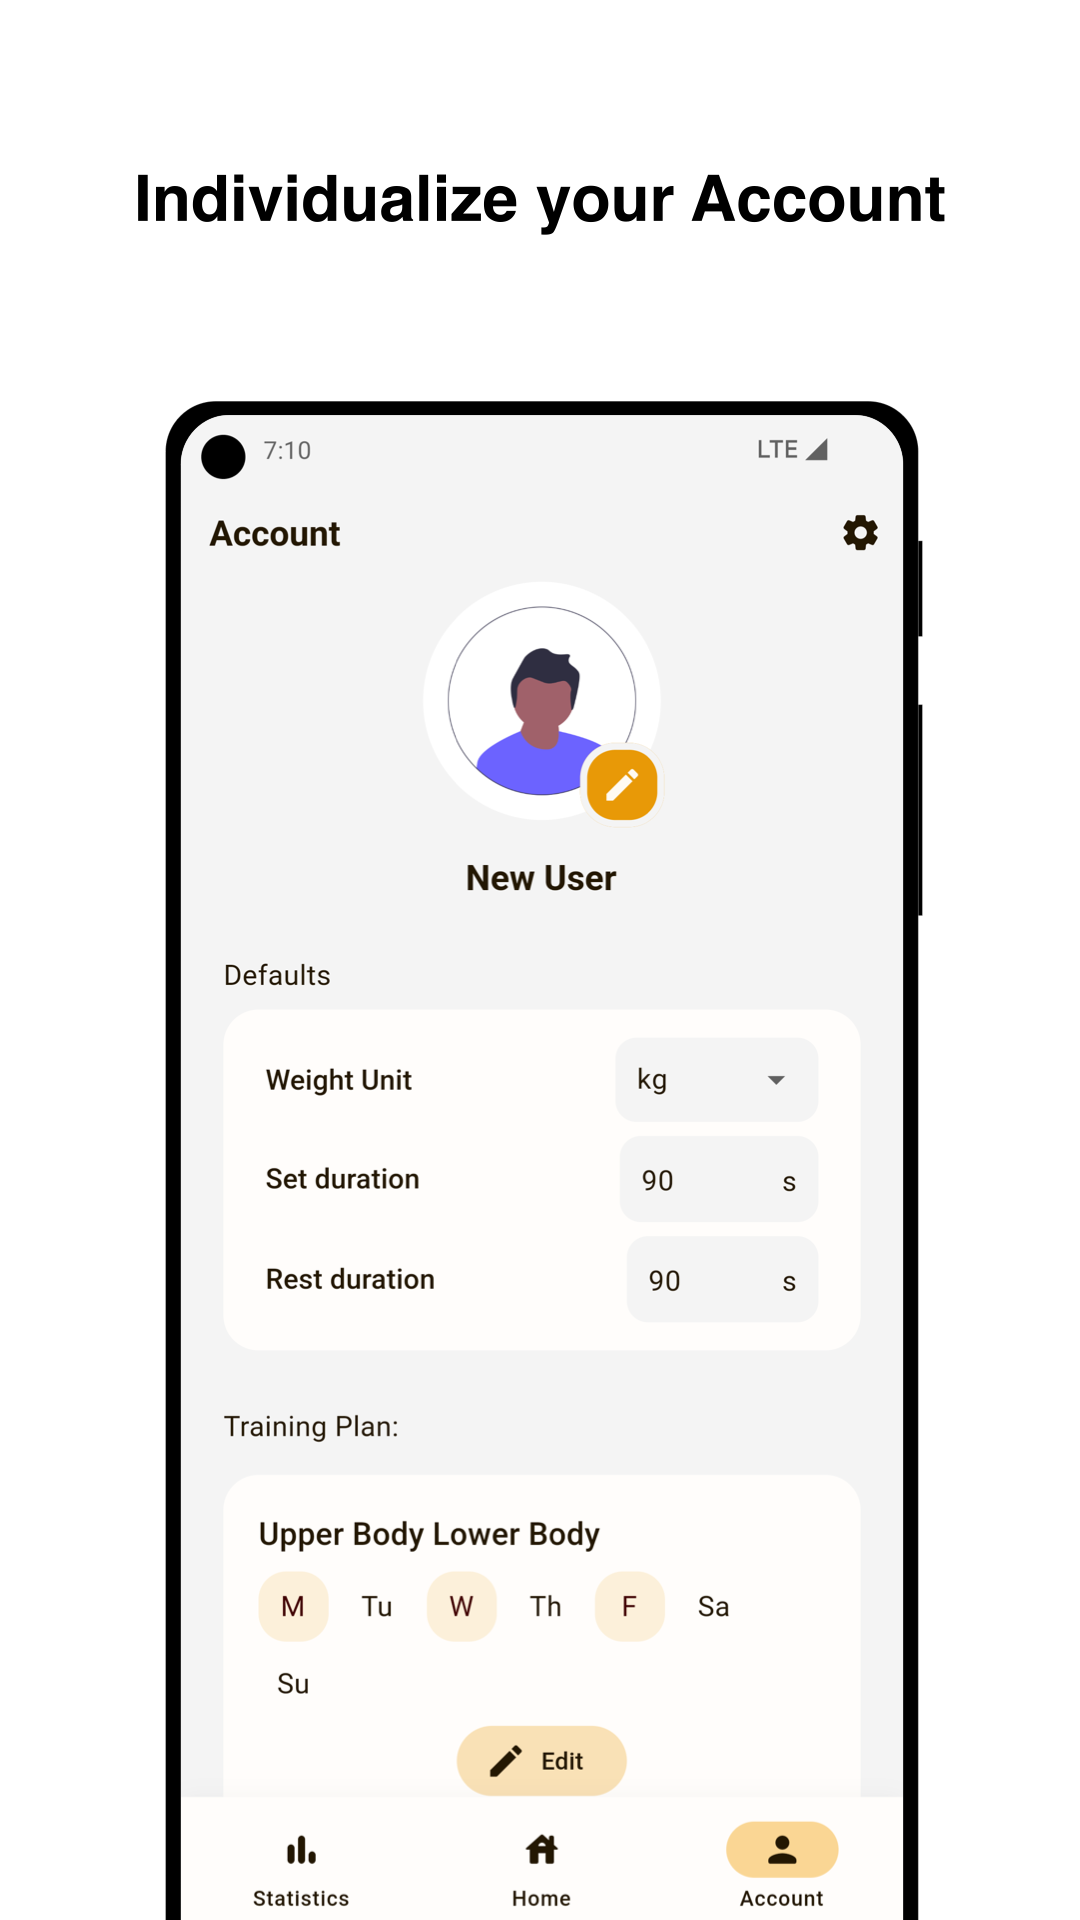 Individualize your Account
7:10 LTE
Account
New User
Defaults
Weight Unit kg
Set duration 90 s
Rest duration 90 s
Training Plan:
Upper Body Lower Body
M Tu W Th F Sa
Su
Edit
Statistics Home Account